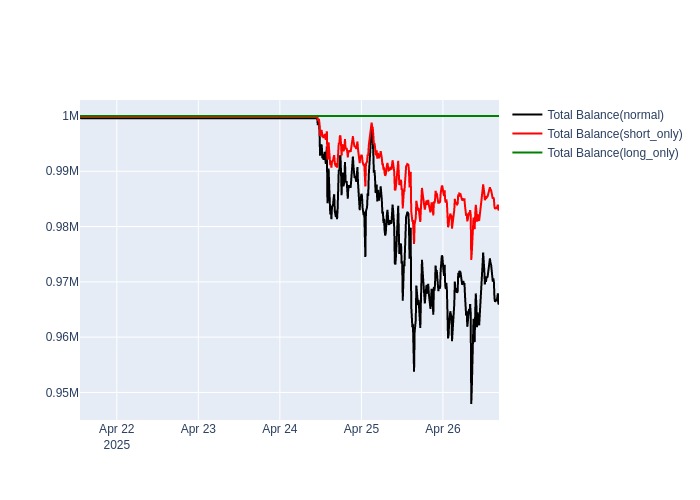 1M
0.99M
0.98M
0.97M
0.96M
0.95M
Apr 22
2025
Apr 23
Apr 24
Apr 25
Apr 26
Total Balance(normal)
Total Balance(short_only)
Total Balance(long_only)